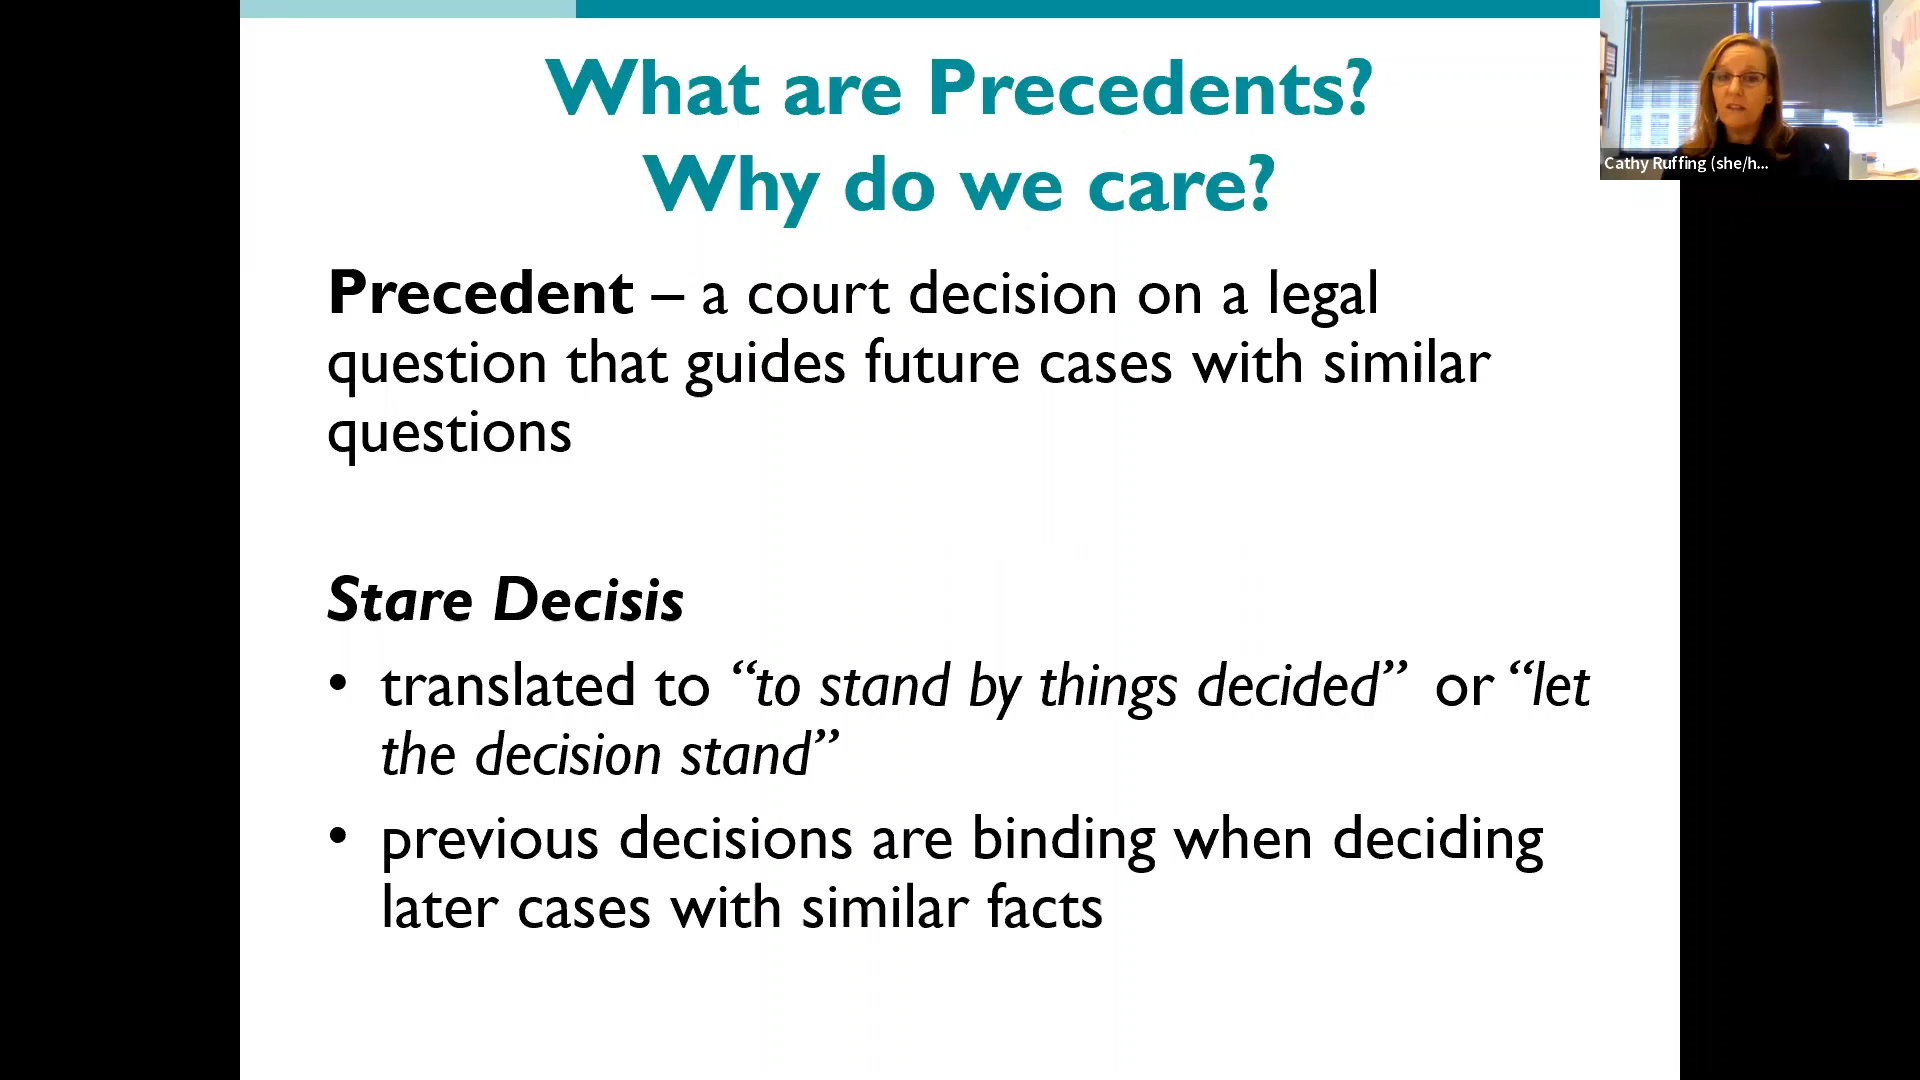 What are Precedents?
Why do we care?
Cathy Ruffing (she/h...
Precedent – a court decision on a legal
question that guides future cases with similar
questions
Stare Decisis
• translated to “to stand by things decided” or “let
the decision stand”
• previous decisions are binding when deciding
later cases with similar facts